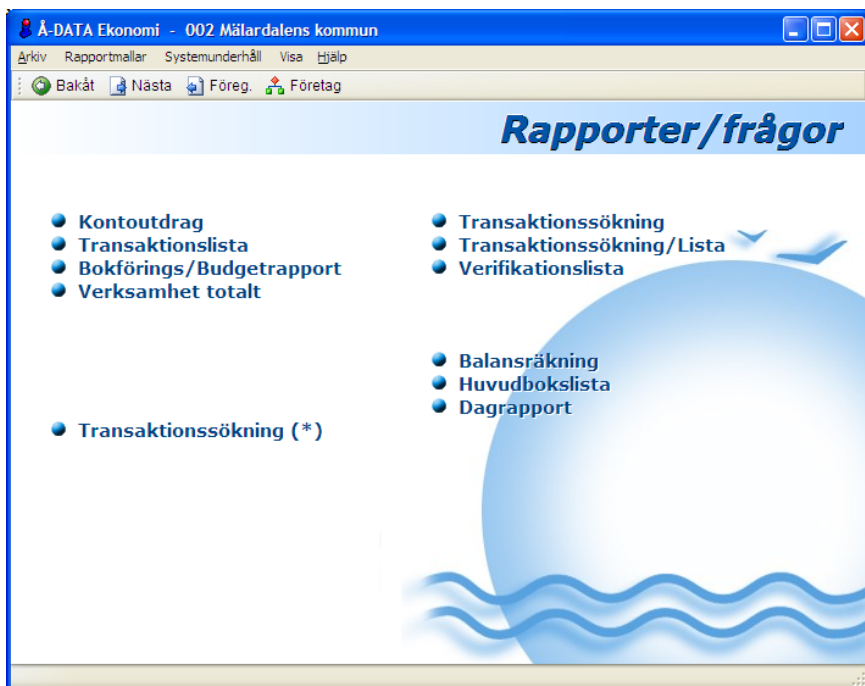 Å-DATA Ekonomi - 002 Mälardalens kommun
Arkiv Rapportmallar Systemunderhåll Visa Hjälp
Bakåt Nästa Föreg. Företag
Rapporter/frågor
Kontoutdrag
Transaktionslista
Bokförings/Budgetrapport
Verksamhet totalt
Transaktionssökning (*)
Transaktionssökning
Transaktionssökning/Lista
Verifikationslista
Balansräkning
Huvudbokslista
Dagrapport